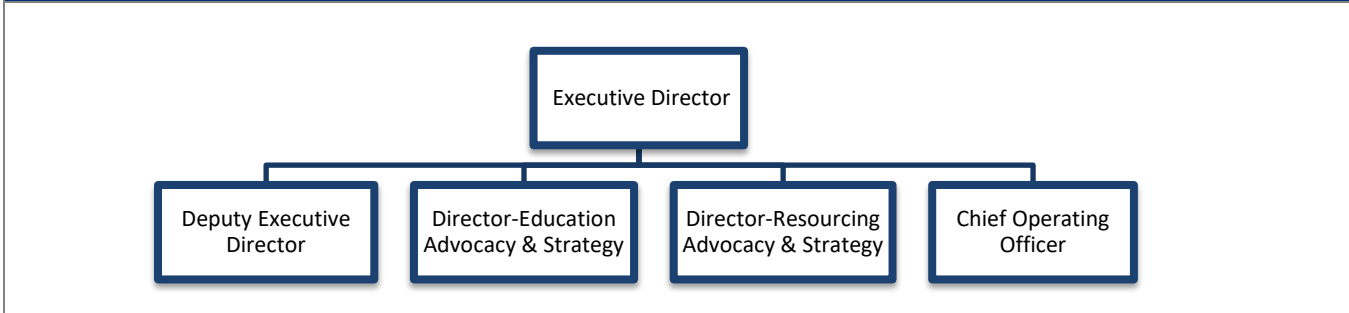 Executive Director
Deputy Executive
Director
Director-Education
Advocacy & Strategy
Director-Resourcing
Advocacy & Strategy
Chief Operating
Officer